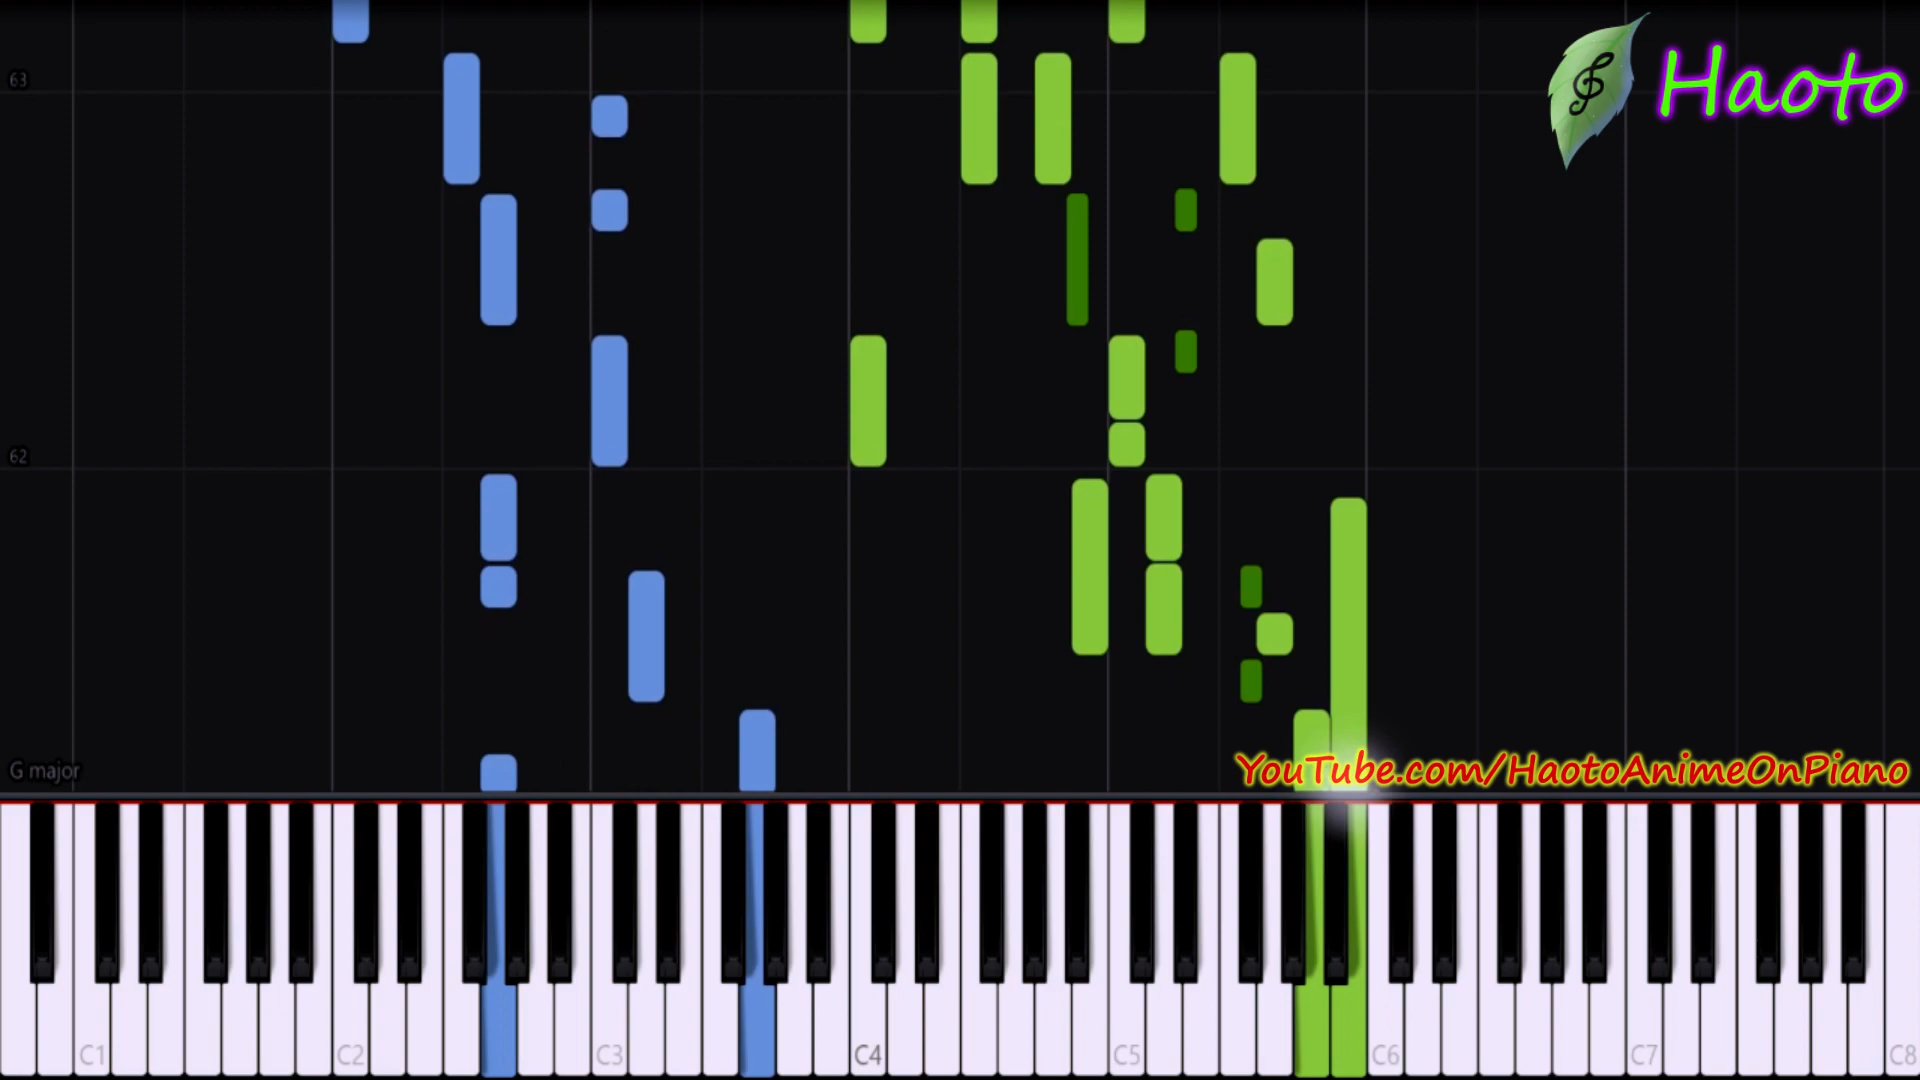 63
Haoto
62
G major
YouTube.com/HaotoAnimeOnPiano
C1 C2 C3 C4 C5 C6 C7 C8